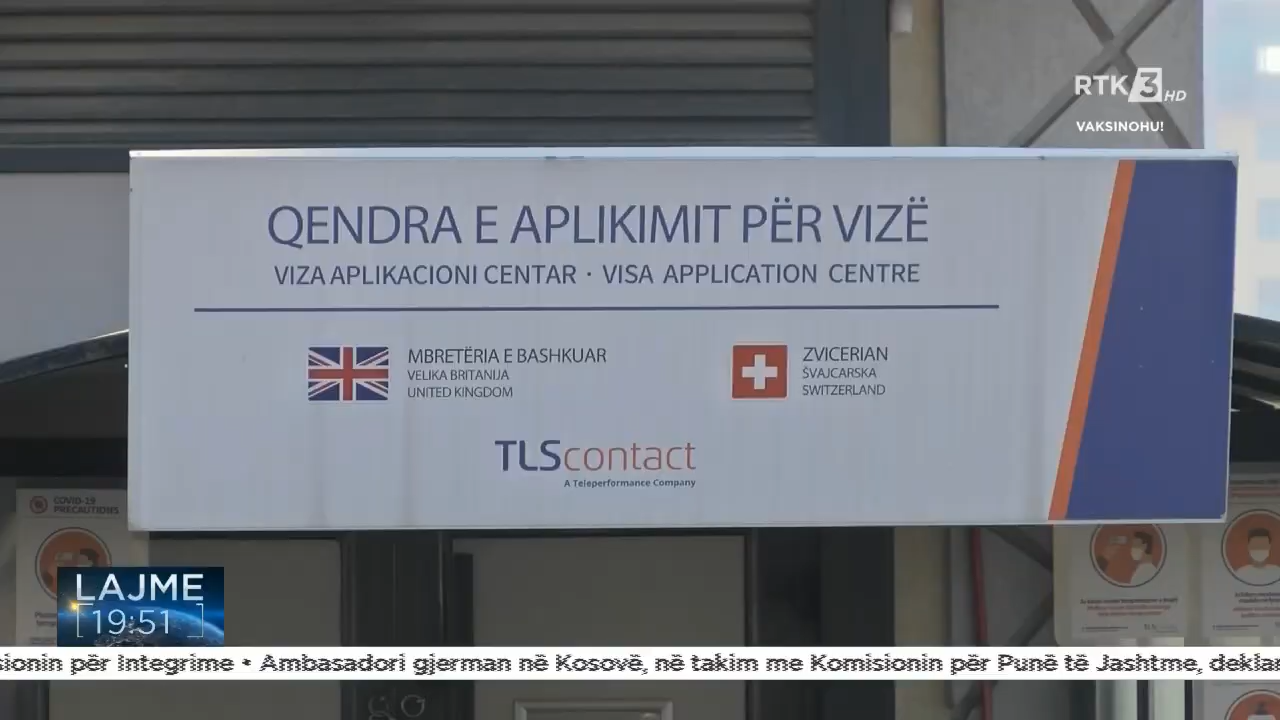 RTK 3 HD
VAKSINOHU!
QENDRA E APLIKIMIT PËR VIZË
VIZA APLIKACIONI CENTAR · VISA APPLICATION CENTRE
MBRETËRIA E BASHKUAR
VELIKA BRITANIJA
UNITED KINGDOM
ZVICERIAN
ŠVAJCARSKA
SWITZERLAND
TLScontact
A Teleperformance Company
COVID-19
PRECAUTIONS
LAJME
19:51
sionin për Integrime • Ambasadori gjerman në Kosovë, në takim me Komisionin për Punë të Jashtme, deklar